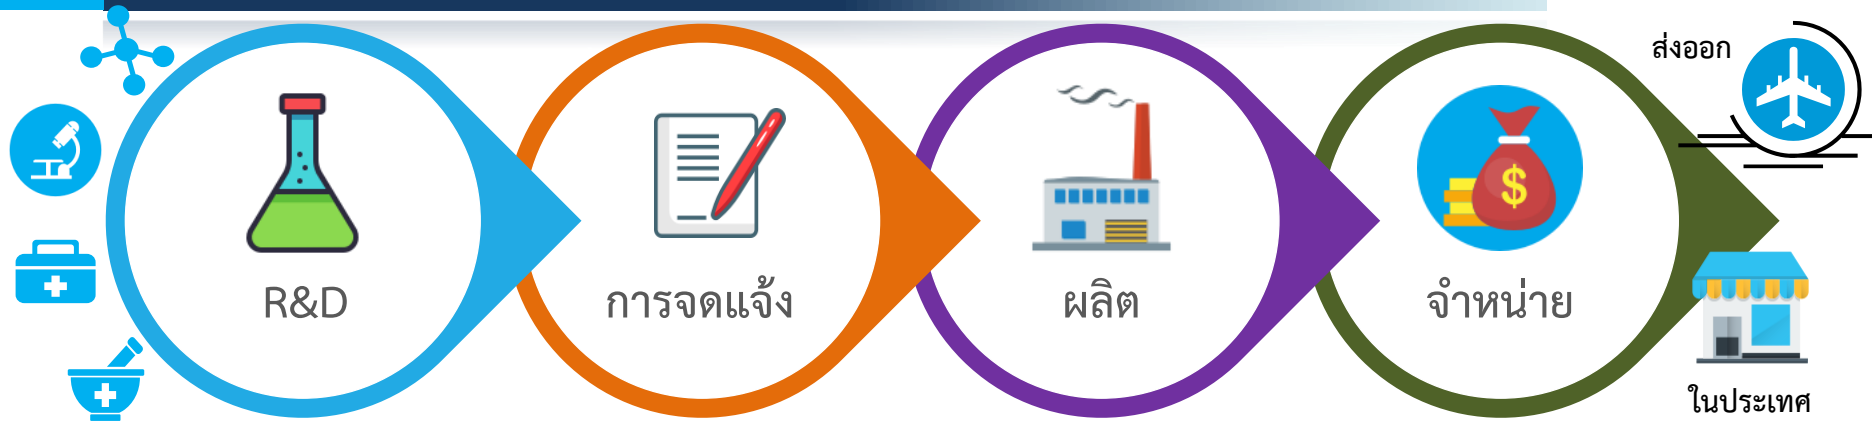 ส่งออก
R&D
การจดแจ้ง
ผลิต
จำหน่าย
ในประเทศ